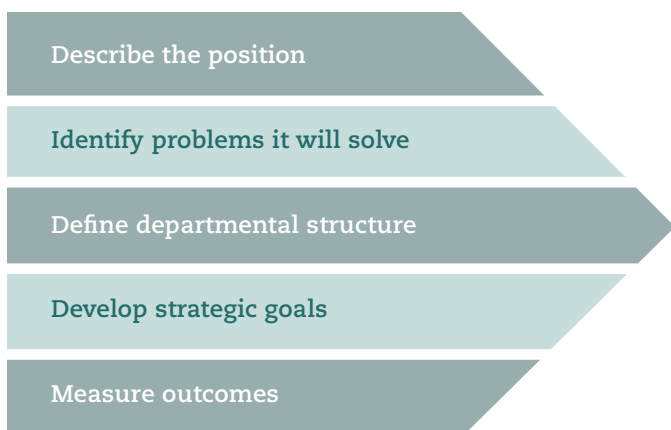 Describe the position
Identify problems it will solve
Define departmental structure
Develop strategic goals
Measure outcomes